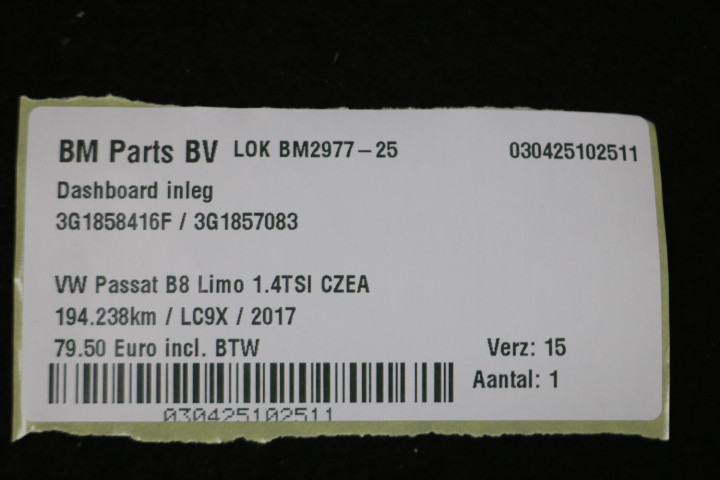 BM Parts BV LOK BM2977-25 030425102511
Dashboard inleg
3G1858416F / 3G1857083
VW Passat B8 Limo 1.4TSI CZEA
194.238km / LC9X / 2017
79.50 Euro incl. BTW Verz: 15
Aantal: 1
030425102511